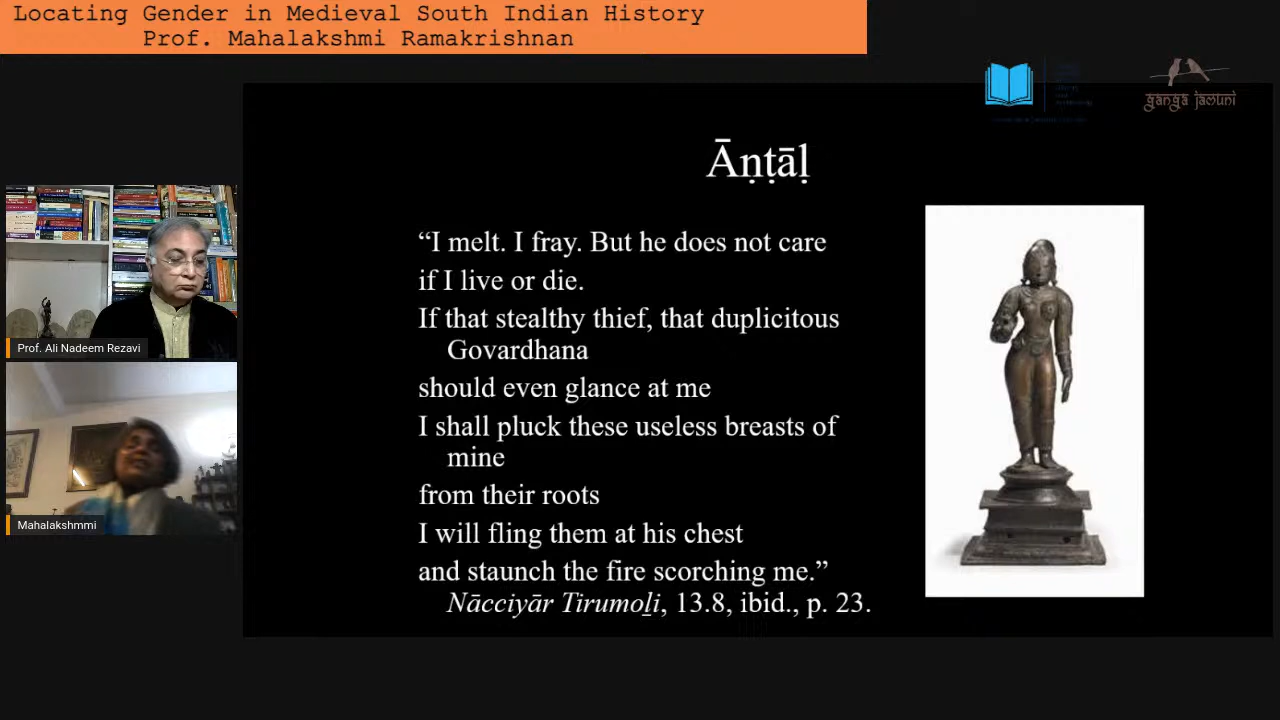 Locating Gender in Medieval South Indian History
Prof. Mahalakshmi Ramakrishnan
ganga jamuni
Āṇṭāḷ
“I melt. I fray. But he does not care
if I live or die.
If that stealthy thief, that duplicitous
Govardhana
should even glance at me
I shall pluck these useless breasts of
mine
from their roots
I will fling them at his chest
and staunch the fire scorching me.”
Nācciyār Tirumoḻi, 13.8, ibid., p. 23.
Prof. Ali Nadeem Rezavi
Mahalakshmmi